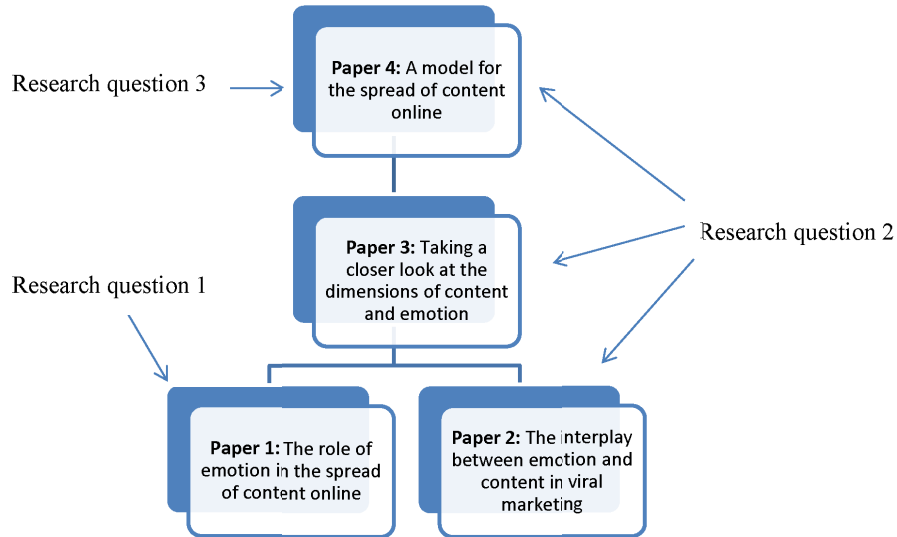 Paper 4: A model for
the spread of content
online
Research question 3
Research question 2
Paper 3: Taking a
closer look at the
dimensions of content
and emotion
Research question 1
Paper 1: The role of
emotion in the spread
of content online
Paper 2: The interplay
between emotion and
content in viral
marketing